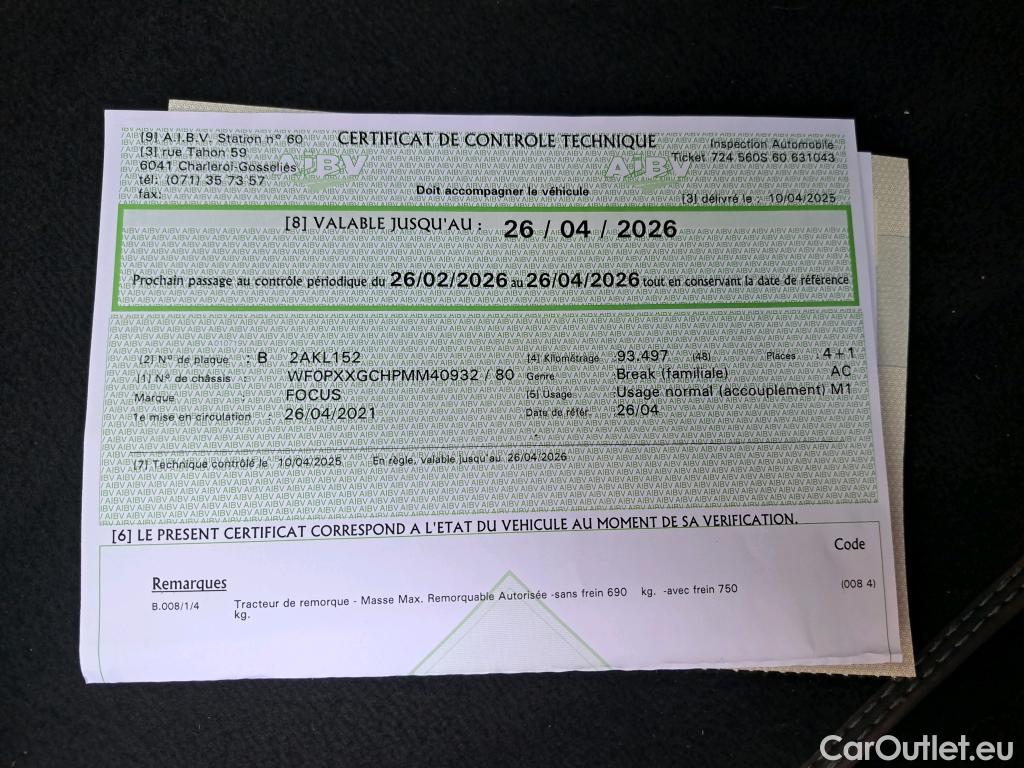 [9] A.I.B.V. Station n° 60
CERTIFICAT DE CONTRÔLE TECHNIQUE
Inspection Automobile
[3] rue Tahon 59
AIBV
AIBV
Ticket 724 560S 60 631043
6041 Charleroi-Gosselies
tél: (071) 35 73 57
Doit accompagner le véhicule
fax:
[3] délivré le : 10/04/2025
[8] VALABLE JUSQU'AU : 26 / 04 / 2026
Prochain passage au contrôle périodique du 26/02/2026 au 26/04/2026 tout en conservant la date de référence
[2] N° de plaque : B 2AKL152 [4] Kilométrage .93.497 (48) Places . 4+1
[1] N° de châssis : WF0PXXGCHPMM40932 / 80 Genre Break (familiale) AC
Marque : FOCUS [5] Usage :Usage normal (accouplement) M1
1e mise en circulation 26/04/2021 Date de référ. :26/04
[7] Technique contrôlé le 10/04/2025 En règle, valable jusqu'au 26/04/2026
[6] LE PRESENT CERTIFICAT CORRESPOND A L'ETAT DU VEHICULE AU MOMENT DE SA VERIFICATION.
Code
Remarques
B.008/1/4 Tracteur de remorque - Masse Max. Remorquable Autorisée -sans frein 690 kg. -avec frein 750 (008 4)
kg.
CarOutlet.eu